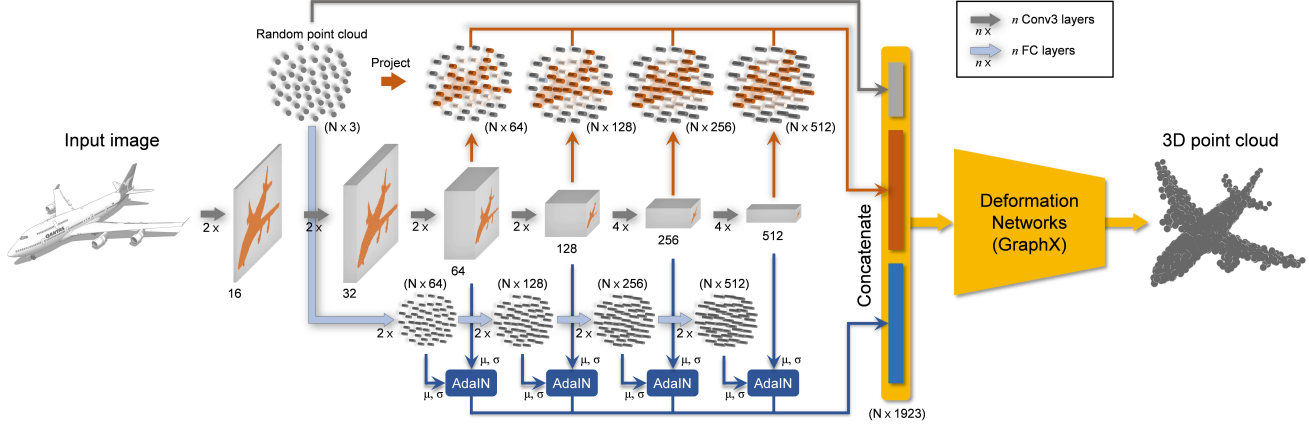 Random point cloud
Project
(N x 3)
(N x 64)
(N x 128)
(N x 256)
(N x 512)
n x
n Conv3 layers
n x
n FC layers
Input image
2 x
2 x
2 x
2 x
4 x
4 x
16
32
64
128
256
512
(N x 64)
(N x 128)
(N x 256)
(N x 512)
2 x
2 x
2 x
2 x
μ, σ
μ, σ
μ, σ
μ, σ
AdaIN
AdaIN
AdaIN
AdaIN
μ, σ
μ, σ
μ, σ
μ, σ
Concatenate
(N x 1923)
Deformation
Networks
(GraphX)
3D point cloud